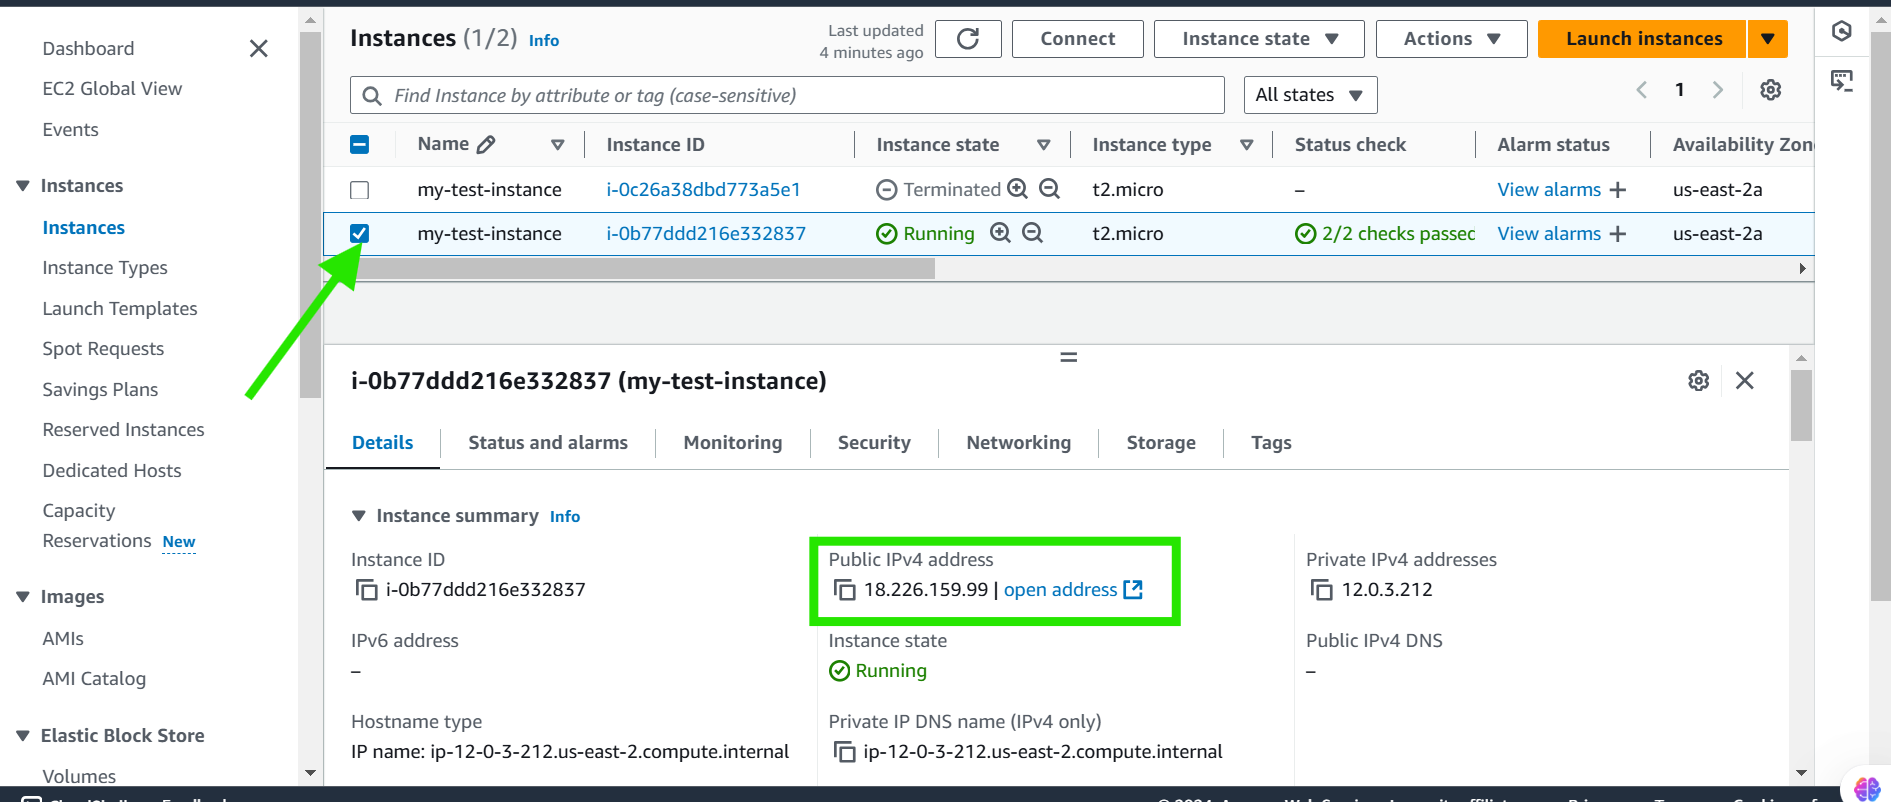 Dashboard
EC2 Global View
Events
Instances
Instances
Instance Types
Launch Templates
Spot Requests
Savings Plans
Reserved Instances
Dedicated Hosts
Capacity
Reservations New
Images
AMIs
AMI Catalog
Elastic Block Store
Volumes
Instances (1/2) Info
Last updated
4 minutes ago
Connect
Instance state
Actions
Launch instances
Find Instance by attribute or tag (case-sensitive)
All states
1
Name Instance ID Instance state Instance type Status check Alarm status Availability Zon
my-test-instance i-0c26a38dbd773a5e1 Terminated t2.micro – View alarms + us-east-2a
my-test-instance i-0b77ddd216e332837 Running t2.micro 2/2 checks passed View alarms + us-east-2a
i-0b77ddd216e332837 (my-test-instance)
Details Status and alarms Monitoring Security Networking Storage Tags
Instance summary Info
Instance ID
i-0b77ddd216e332837
Public IPv4 address
18.226.159.99 | open address
Private IPv4 addresses
12.0.3.212
IPv6 address
–
Instance state
Running
Public IPv4 DNS
–
Hostname type
IP name: ip-12-0-3-212.us-east-2.compute.internal
Private IP DNS name (IPv4 only)
ip-12-0-3-212.us-east-2.compute.internal